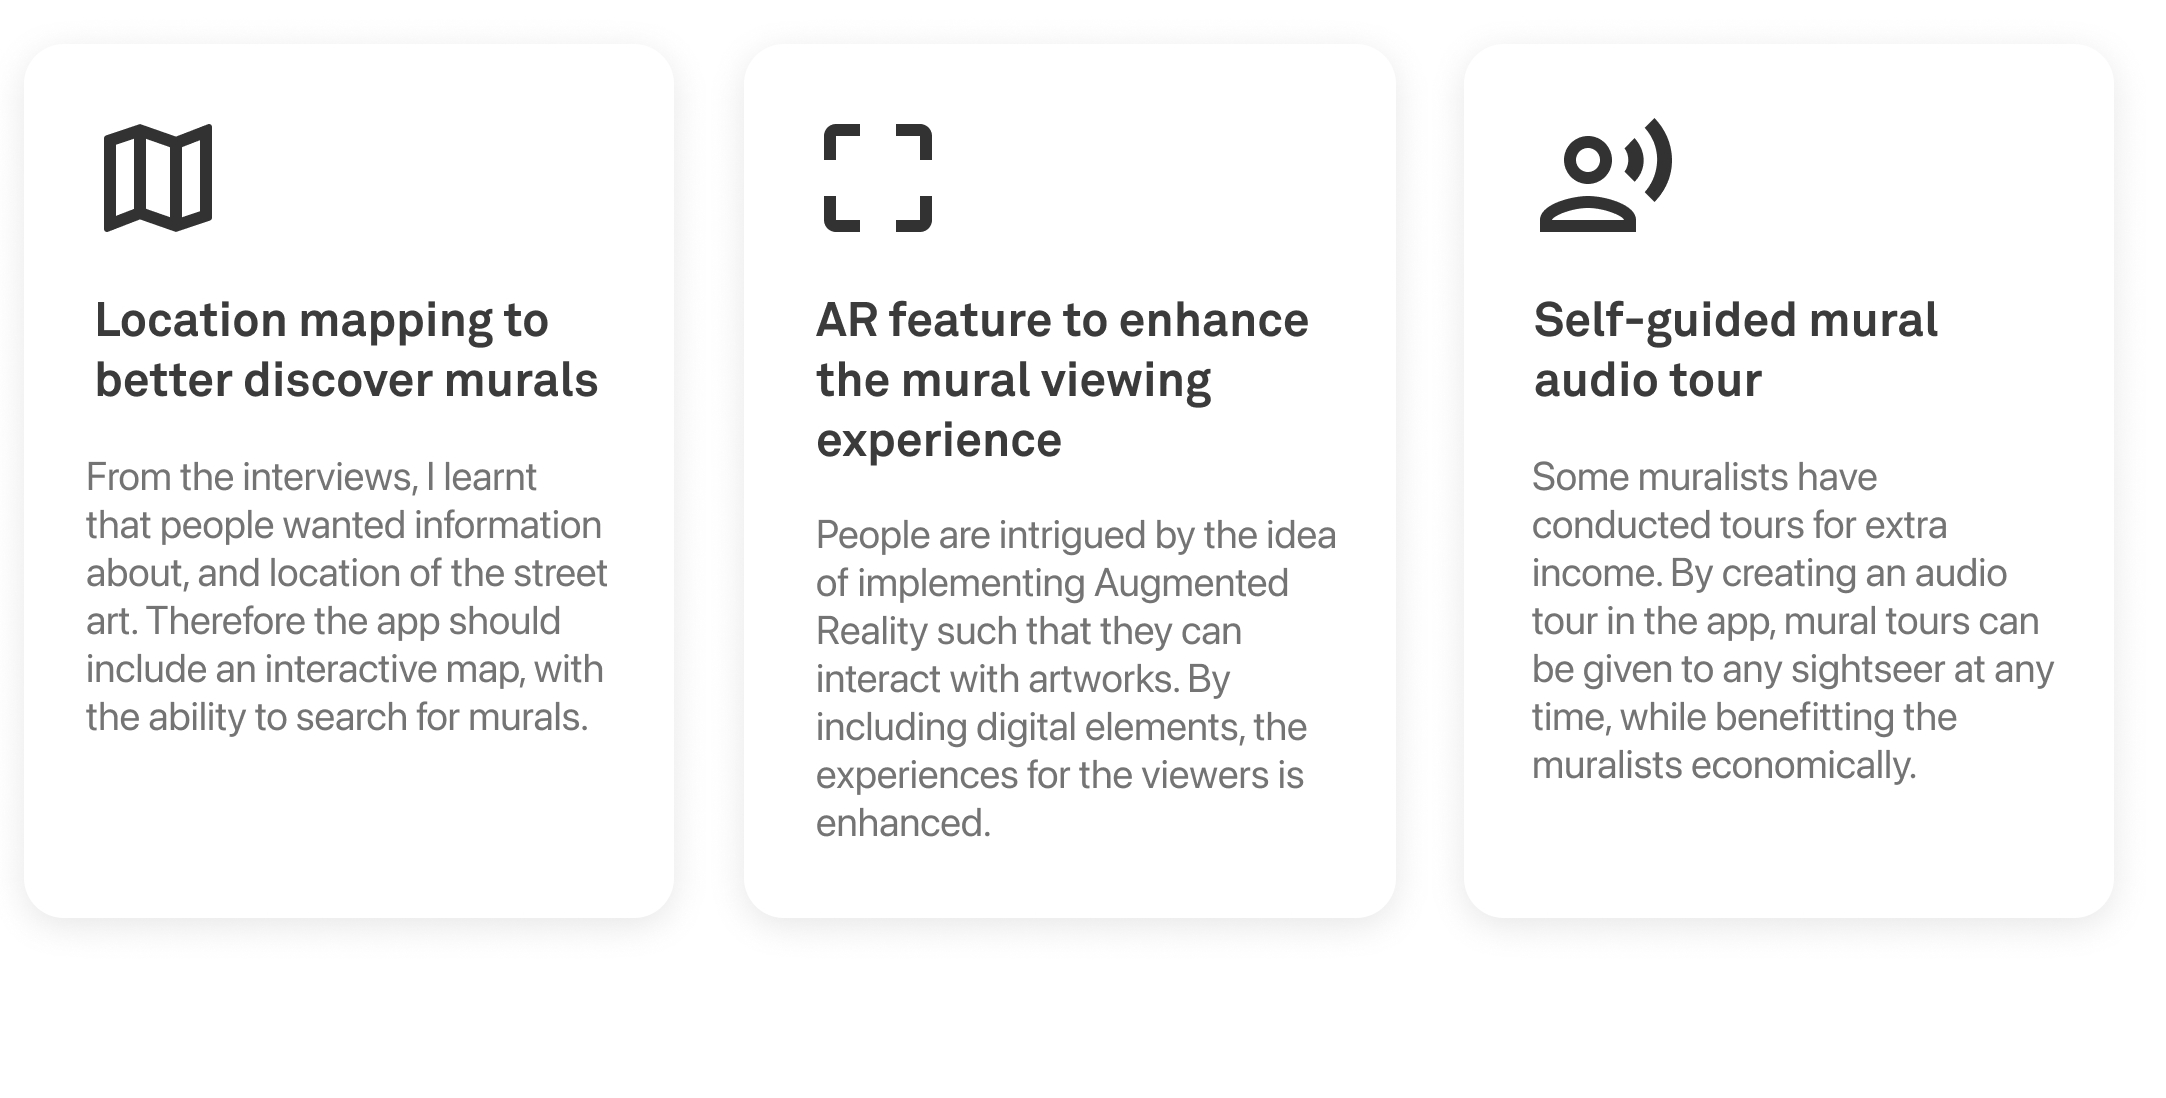 Location mapping to
better discover murals
From the interviews, I learnt
that people wanted information
about, and location of the street
art. Therefore the app should
include an interactive map, with
the ability to search for murals.
AR feature to enhance
the mural viewing
experience
People are intrigued by the idea
of implementing Augmented
Reality such that they can
interact with artworks. By
including digital elements, the
experiences for the viewers is
enhanced.
Self-guided mural
audio tour
Some muralists have
conducted tours for extra
income. By creating an audio
tour in the app, mural tours can
be given to any sightseer at any
time, while benefitting the
muralists economically.